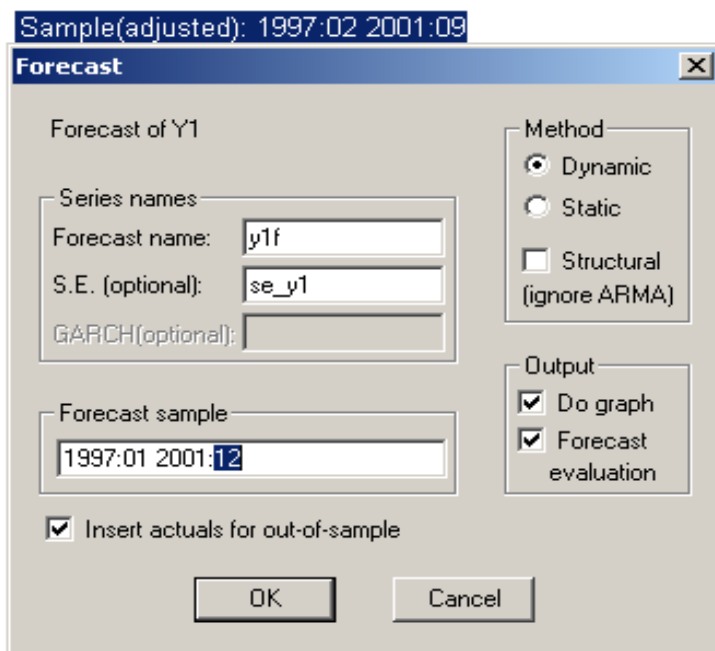 Sample(adjusted): 1997:02 2001:09
Forecast
Forecast of Y1
Series names
Forecast name: y1f
S.E. (optional): se_y1
GARCH(optional):
Forecast sample
1997:01 2001:12
Insert actuals for out-of-sample
Method
Dynamic
Static
Structural
(ignore ARMA)
Output
Do graph
Forecast
evaluation
OK
Cancel